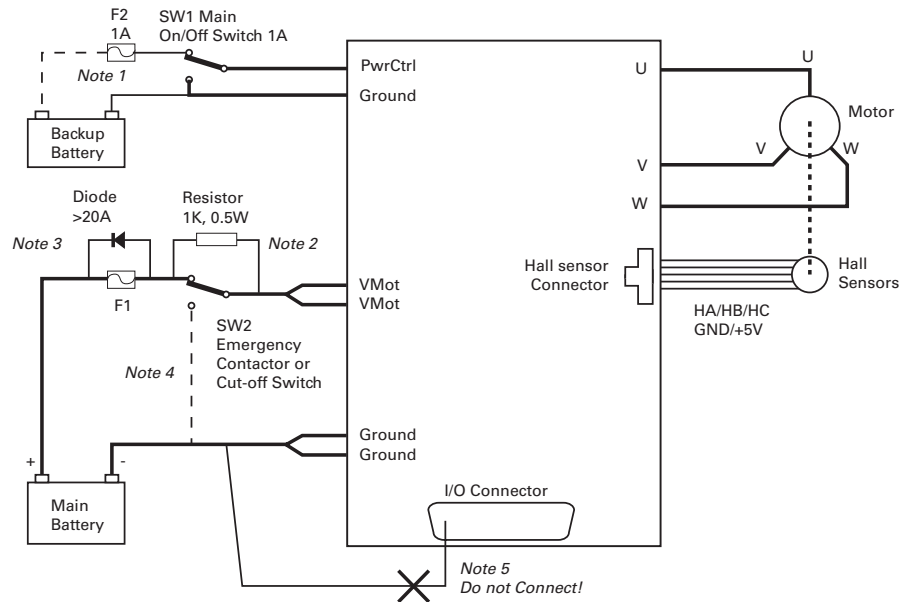 F2
1A
SW1 Main
On/Off Switch 1A
Note 1
Backup
Battery
PwrCtrl
Ground
U
V
W
U
Motor
V
W
Diode
>20A
Resistor
1K, 0.5W
Note 3
Note 2
F1
VMot
VMot
SW2
Emergency
Contactor or
Cut-off Switch
Note 4
Hall sensor
Connector
Hall
Sensors
HA/HB/HC
GND/+5V
Ground
Ground
+
-
Main
Battery
I/O Connector
Note 5
Do not Connect!